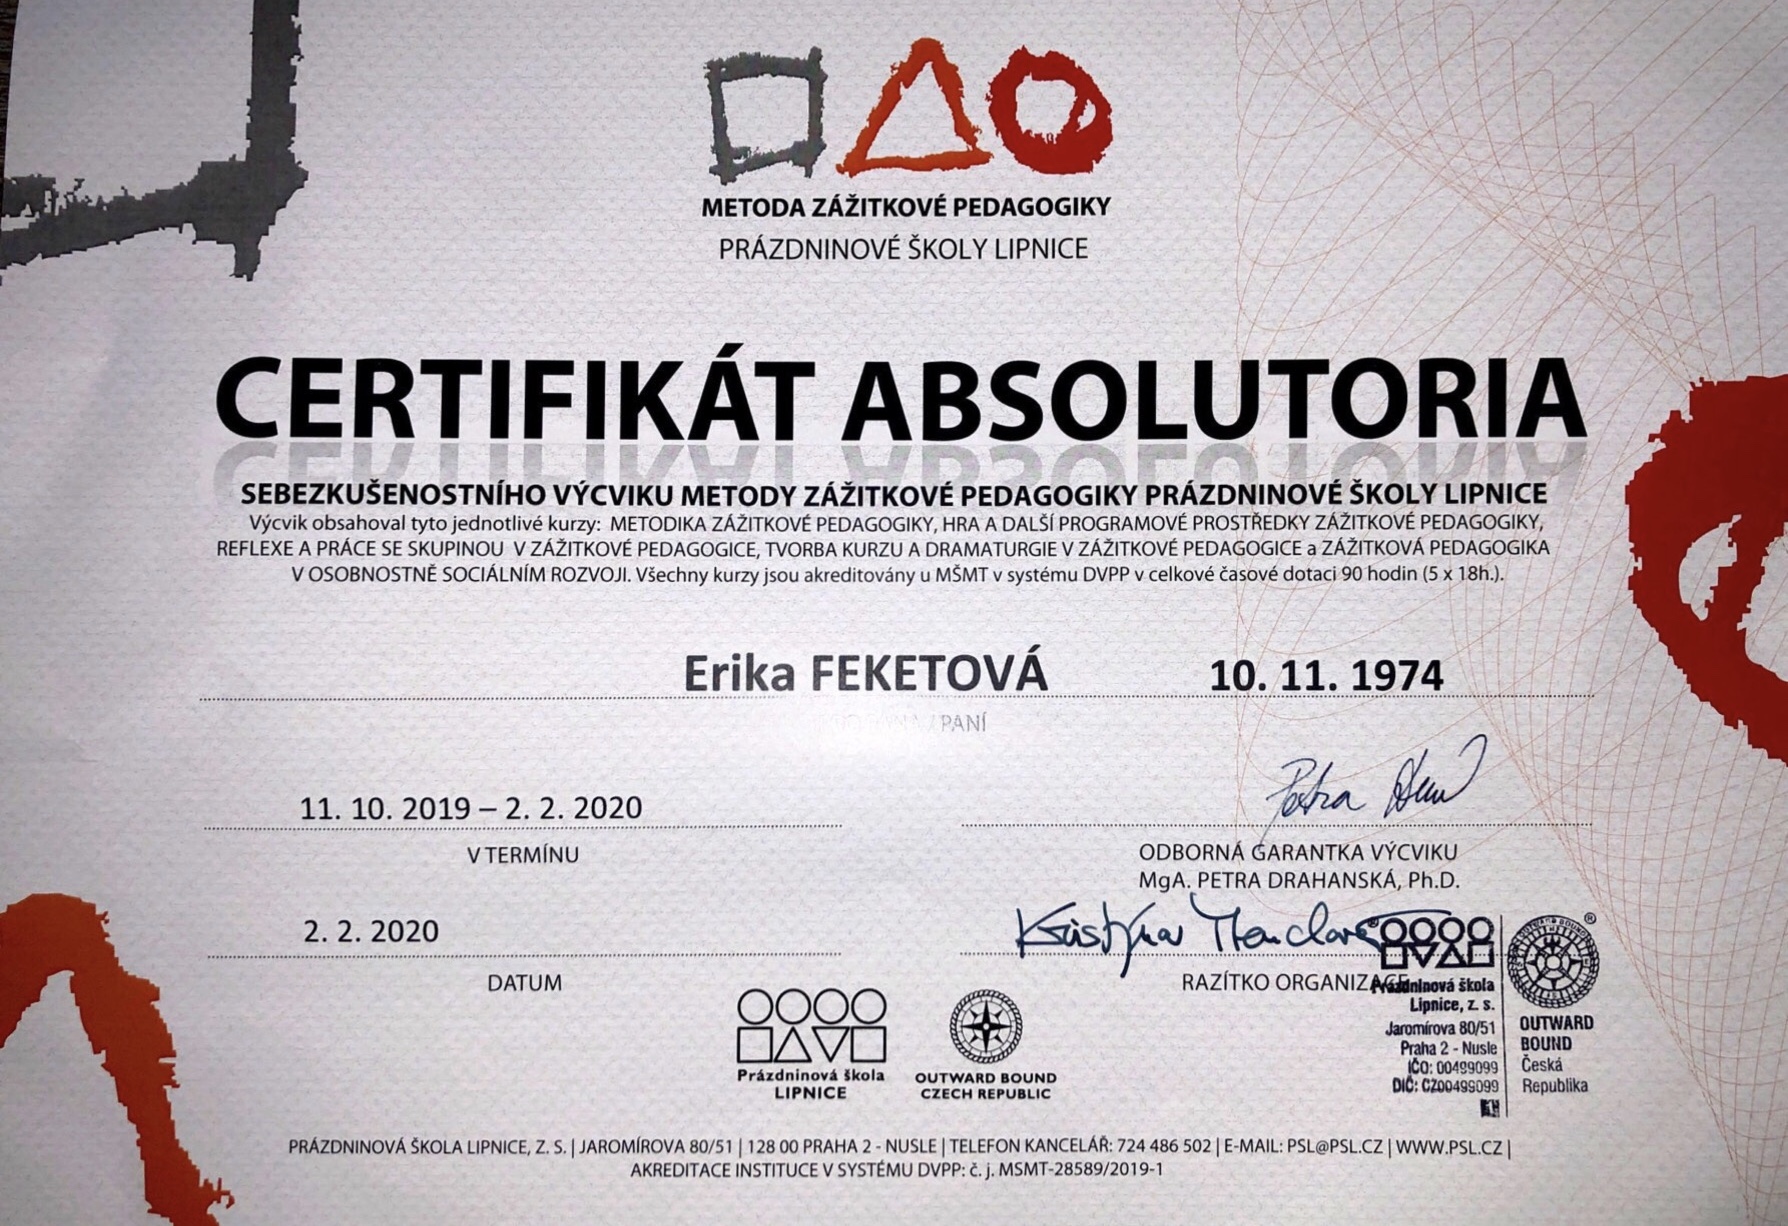 METODA ZÁŽITKOVÉ PEDAGOGIKY
PRÁZDNINOVÉ ŠKOLY LIPNICE
CERTIFIKÁT ABSOLUTORIA
SEBEZKUŠENOSTNÍHO VÝCVIKU METODY ZÁŽITKOVÉ PEDAGOGIKY PRÁZDNINOVÉ ŠKOLY LIPNICE
Výcvik obsahoval tyto jednotlivé kurzy: METODIKA ZÁŽITKOVÉ PEDAGOGIKY, HRA A DALŠÍ PROGRAMOVÉ PROSTŘEDKY ZÁŽITKOVÉ PEDAGOGIKY,
REFLEXE A PRÁCE SE SKUPINOU V ZÁŽITKOVÉ PEDAGOGICE, TVORBA KURZU A DRAMATURGIE V ZÁŽITKOVÉ PEDAGOGICE a ZÁŽITKOVÁ PEDAGOGIKA
V OSOBNOSTNĚ SOCIÁLNÍM ROZVOJI. Všechny kurzy jsou akreditovány u MŠMT v systému DVPP v celkové časové dotaci 90 hodin (5 x 18h.).
Erika FEKETOVÁ 10. 11. 1974
PANÍ
11. 10. 2019 – 2. 2. 2020
V TERMÍNU
Petra
ODBORNÁ GARANTKA VÝCVIKU
MgA. PETRA DRAHANSKÁ, Ph.D.
2. 2. 2020
DATUM
Kristýna
RAZÍTKO ORGANIZACE
Prázdninová škola
Lipnice, z. s.
Jaromírova 80/51
Praha 2 - Nusle
IČO: 00499099
DIČ: CZ00499099
OUTWARD
BOUND
Česká
Republika
Prázdninová škola
LIPNICE
OUTWARD BOUND
CZECH REPUBLIC
PRÁZDNINOVÁ ŠKOLA LIPNICE, Z. S. | JAROMÍROVA 80/51 | 128 00 PRAHA 2 - NUSLE | TELEFON KANCELÁŘ: 724 486 502 | E-MAIL: PSL@PSL.CZ | WWW.PSL.CZ |
AKREDITACE INSTITUCE V SYSTÉMU DVPP: č. j. MSMT-28589/2019-1